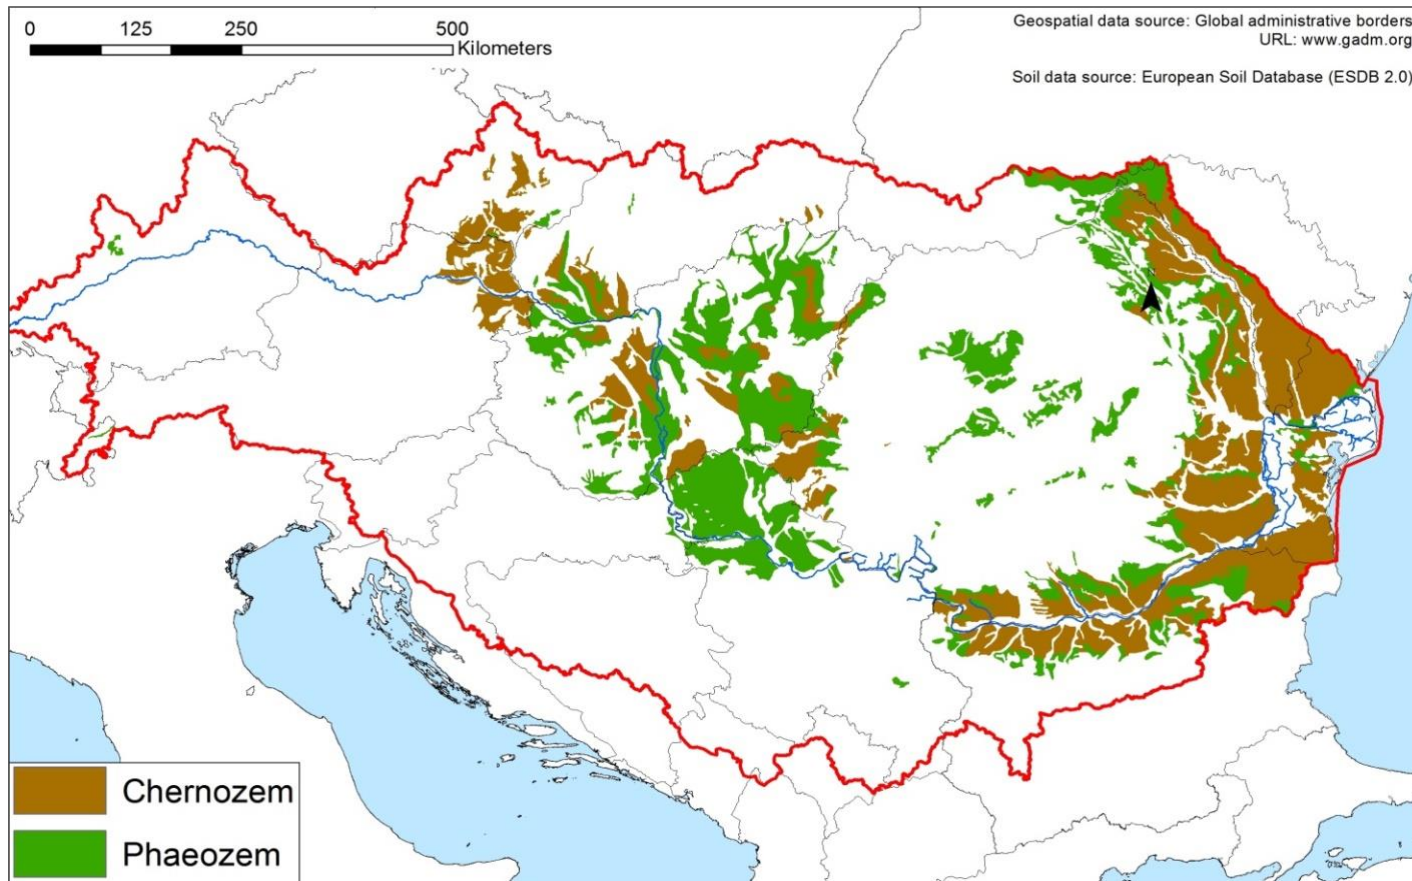 0 125 250 500
Kilometers
Geospatial data source: Global administrative borders
URL: www.gadm.org
Soil data source: European Soil Database (ESDB 2.0)
Chernozem
Phaeozem